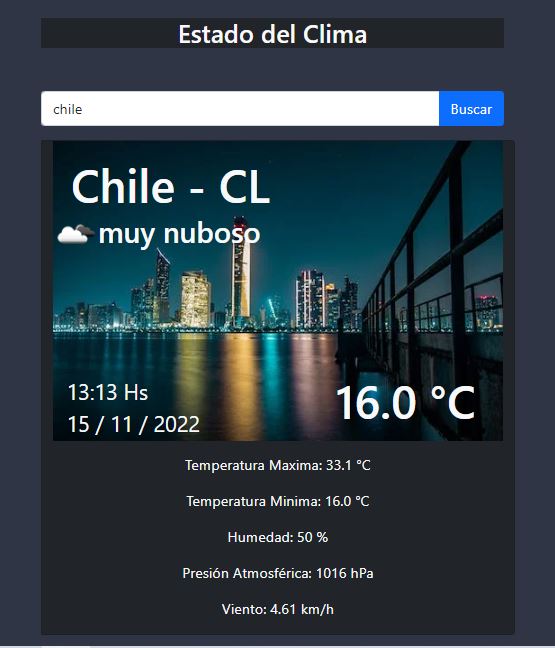 Estado del Clima
chile
Buscar
Chile - CL
muy nuboso
13:13 Hs
15 / 11 / 2022
16.0 °C
Temperatura Maxima: 33.1 °C
Temperatura Minima: 16.0 °C
Humedad: 50 %
Presión Atmosférica: 1016 hPa
Viento: 4.61 km/h